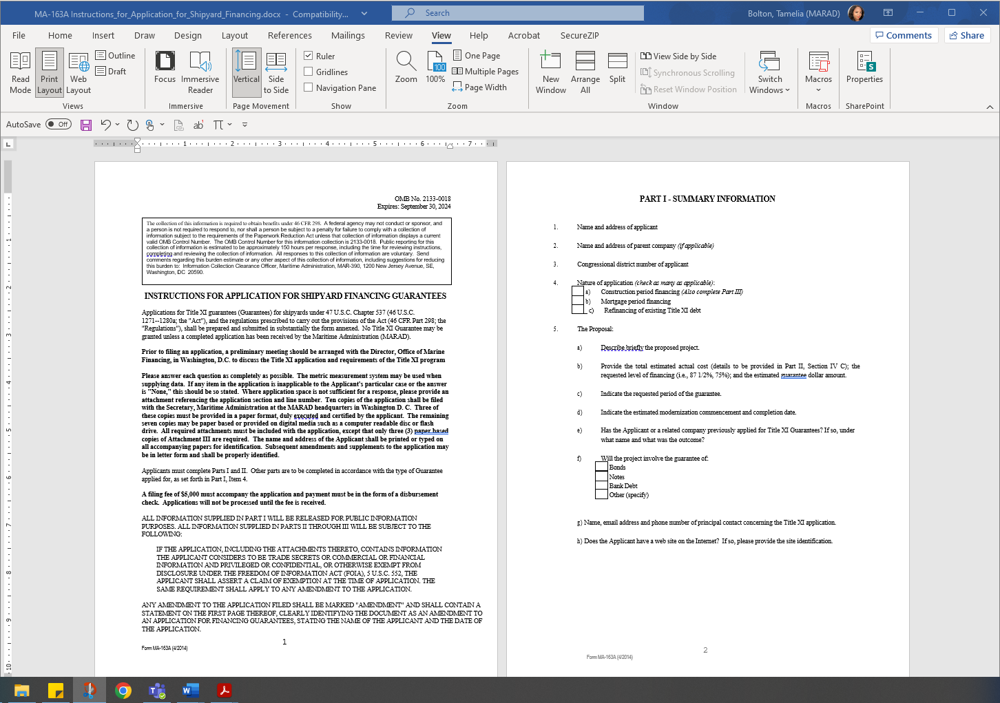 MA-163A Instructions_for_Application_for_Shipyard_Financing.docx - Compatibility...
Search
Bolton, Tamelia (MARAD)
File Home Insert Draw Design Layout References Mailings Review View Help Acrobat SecureZIP
Comments Share
Read Mode
Print Layout
Web Layout
Outline
Draft
Views
Focus
Immersive Reader
Immersive
Vertical
Side to Side
Page Movement
Ruler
Gridlines
Navigation Pane
Show
Zoom
100
100%
One Page
Multiple Pages
Page Width
Zoom
New Window
Arrange All
Split
View Side by Side
Synchronous Scrolling
Reset Window Position
Switch Windows
Window
Macros
Macros
Properties
SharePoint
AutoSave Off
1 2 3 4 5 6 7
OMB No. 2133-0018
Expires: September 30, 2024
The collection of this information is required to obtain benefits under 46 CFR 298. A federal agency may not conduct or sponsor, and
a person is not required to respond to, nor shall a person be subject to a penalty for failure to comply with a collection of
information subject to the requirements of the Paperwork Reduction Act unless that collection of information displays a current
valid OMB Control Number. The OMB Control Number for this information collection is 2133-0018. Public reporting for this
collection of information is estimated to be approximately 150 hours per response, including the time for reviewing instructions,
completing and reviewing the collection of information. All responses to this collection of information are voluntary. Send
comments regarding this burden estimate or any other aspect of this collection of information, including suggestions for reducing
this burden to: Information Collection Clearance Officer, Maritime Administration, MAR-390, 1200 New Jersey Avenue, SE,
Washington, DC 20590.
INSTRUCTIONS FOR APPLICATION FOR SHIPYARD FINANCING GUARANTEES
Applications for Title XI guarantees (Guarantees) for shipyards under 47 U.S.C. Chapter 537 (46 U.S.C.
1271--1280a; the "Act"), and the regulations prescribed to carry out the provisions of the Act (46 CFR Part 298; the
"Regulations"), shall be prepared and submitted in substantially the form annexed. No Title XI Guarantee may be
granted unless a completed application has been received by the Maritime Administration (MARAD).
Prior to filing an application, a preliminary meeting should be arranged with the Director, Office of Marine
Financing, in Washington, D.C. to discuss the Title XI application and requirements of the Title XI program
Please answer each question as completely as possible. The metric measurement system may be used when
supplying data. If any item in the application is inapplicable to the Applicant's particular case or the answer
is "None," this should be so stated. Where application space is not sufficient for a response, please provide an
attachment referencing the application section and line number. Ten copies of the application shall be filed
with the Secretary, Maritime Administration at the MARAD headquarters in Washington D. C. Three of
these copies must be provided in a paper format, duly executed and certified by the applicant. The remaining
seven copies may be paper based or provided on digital media such as a computer readable disc or flash
drive. All required attachments must be included with the application, except that only three (3) paper based
copies of Attachment III are required. The name and address of the Applicant shall be printed or typed on
all accompanying papers for identification. Subsequent amendments and supplements to the application may
be in letter form and shall be properly identified.
Applicants must complete Parts I and II. Other parts are to be completed in accordance with the type of Guarantee
applied for, as set forth in Part I, Item 4.
A filing fee of $5,000 must accompany the application and payment must be in the form of a disbursement
check. Applications will not be processed until the fee is received.
ALL INFORMATION SUPPLIED IN PART I WILL BE RELEASED FOR PUBLIC INFORMATION
PURPOSES. ALL INFORMATION SUPPLIED IN PARTS II THROUGH III WILL BE SUBJECT TO THE
FOLLOWING:
IF THE APPLICATION, INCLUDING THE ATTACHMENTS THERETO, CONTAINS INFORMATION
THE APPLICANT CONSIDERS TO BE TRADE SECRETS OR COMMERCIAL OR FINANCIAL
INFORMATION AND PRIVILEGED OR CONFIDENTIAL, OR OTHERWISE EXEMPT FROM
DISCLOSURE UNDER THE FREEDOM OF INFORMATION ACT (FOIA), 5 U.S.C. 552, THE
APPLICANT SHALL ASSERT A CLAIM OF EXEMPTION AT THE TIME OF APPLICATION. THE
SAME REQUIREMENT SHALL APPLY TO ANY AMENDMENT TO THE APPLICATION.
ANY AMENDMENT TO THE APPLICATION FILED SHALL BE MARKED "AMENDMENT" AND SHALL CONTAIN A
STATEMENT ON THE FIRST PAGE THEREOF, CLEARLY IDENTIFYING THE DOCUMENT AS AN AMENDMENT TO
AN APPLICATION FOR FINANCING GUARANTEES, STATING THE NAME OF THE APPLICANT AND THE DATE OF
THE APPLICATION.
1
Form MA-163A (4/2014)
PART I - SUMMARY INFORMATION
1. Name and address of applicant
2. Name and address of parent company (if applicable)
3. Congressional district number of applicant
4. Nature of application (check as many as applicable):
a) Construction period financing (Also complete Part III)
b) Mortgage period financing
c) Refinancing of existing Title XI debt
5. The Proposal:
a) Describe briefly the proposed project.
b) Provide the total estimated actual cost (details to be provided in Part II, Section IV C); the
requested level of financing (i.e., 87 1/2%, 75%); and the estimated guarantee dollar amount.
c) Indicate the requested period of the guarantee.
d) Indicate the estimated modernization commencement and completion date.
e) Has the Applicant or a related company previously applied for Title XI Guarantees? If so, under
what name and what was the outcome?
f) Will the project involve the guarantee of:
Bonds
Notes
Bank Debt
Other (specify)
g) Name, email address and phone number of principal contact concerning the Title XI application.
h) Does the Applicant have a web site on the Internet? If so, please provide the site identification.
2
Form MA-163A (4/2014)